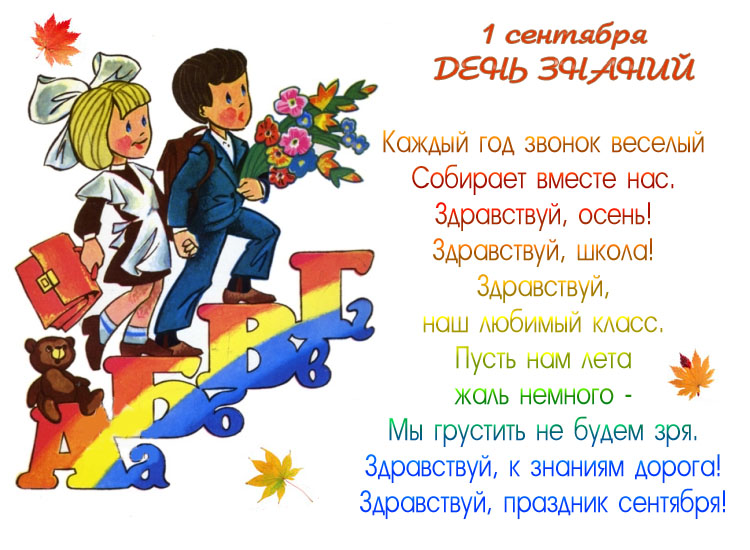 1 сентября
ДЕНЬ ЗНАНИЙ
Каждый год звонок веселый
Собирает вместе нас.
Здравствуй, осень!
Здравствуй, школа!
Здравствуй,
наш любимый класс.
Пусть нам лета
жаль немного -
Мы грустить не будем зря.
Здравствуй, к знаниям дорога!
Здравствуй, праздник сентября!
А Б В Г
а б в г